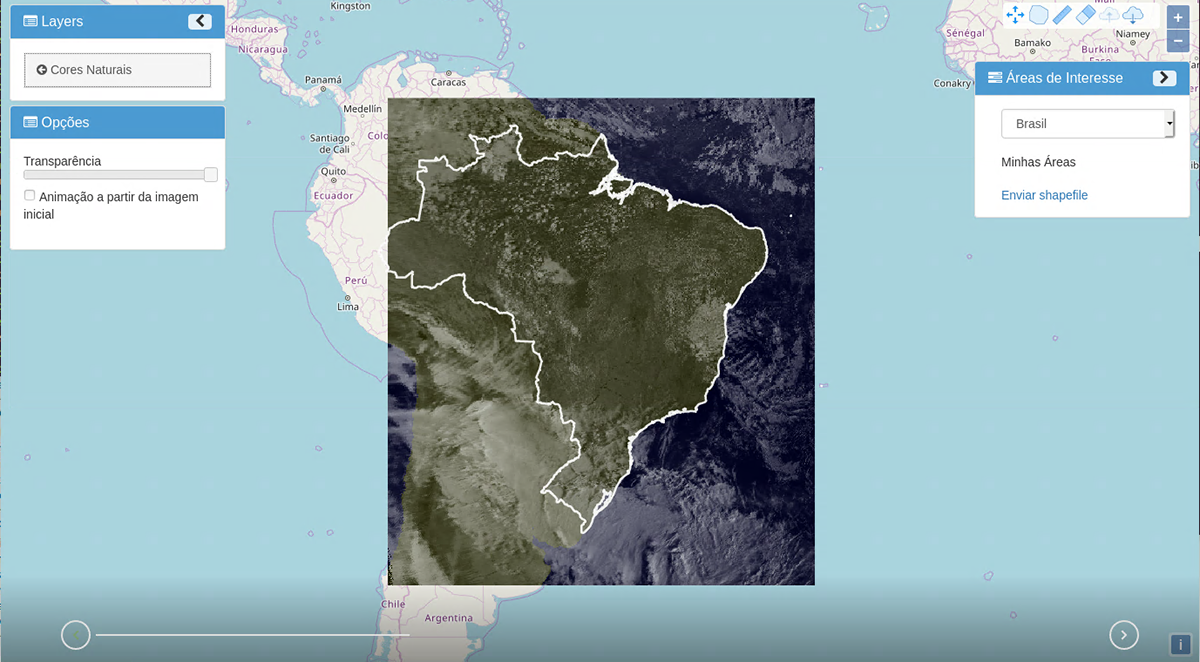 Layers
Cores Naturais
Opções
Transparência
Animação a partir da imagem
inicial
Kingston
Honduras
Nicaragua
Panamá
Caracas
Medellín
Santiago
de Cali
Colo
Quito
Ecuador
Perú
Lima
Chile
Argentina
Sénégal
Bamako
Niamey
Burkina
Conakry
+
−
Áreas de Interesse
Brasil
Minhas Áreas
Enviar shapefile
i